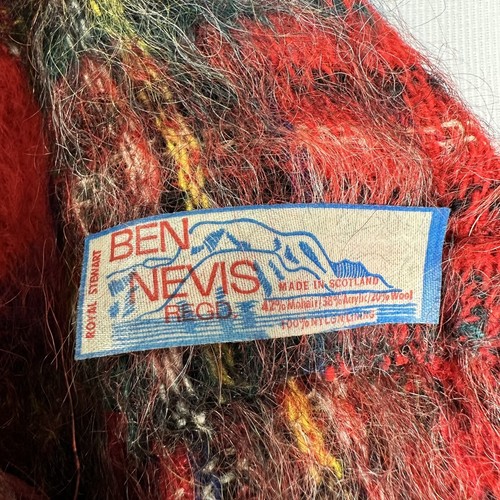 ROYAL STEWART
BEN
NEVIS
REGD.
MADE IN SCOTLAND
42% Mohair/38% Acrylic/20% Wool
100% NYLON LINING